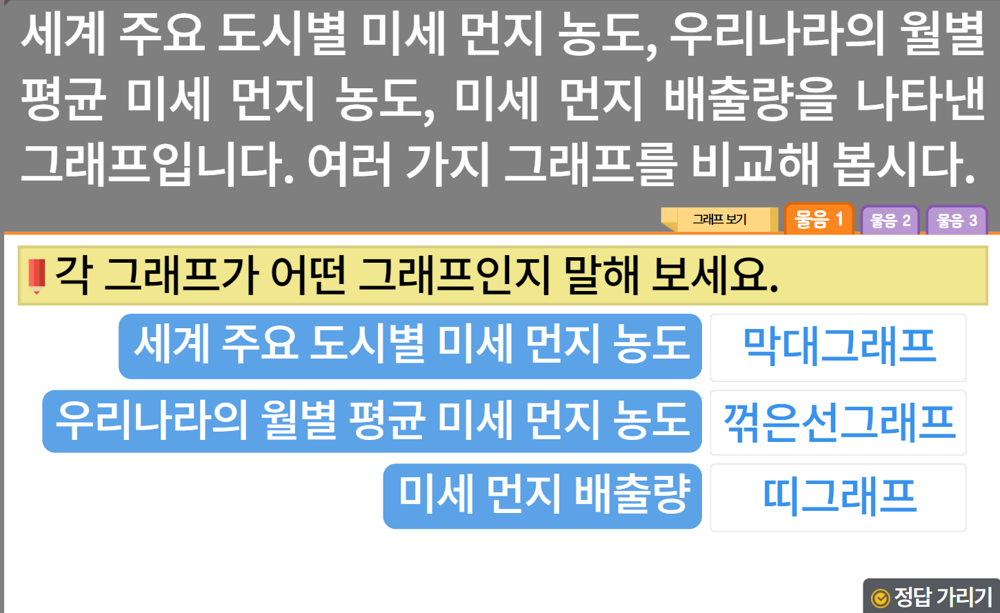 세계 주요 도시별 미세 먼지 농도, 우리나라의 월별
평균 미세 먼지 농도, 미세 먼지 배출량을 나타낸
그래프입니다. 여러 가지 그래프를 비교해 봅시다.
그래프 보기
물음 1
물음 2
물음 3
각 그래프가 어떤 그래프인지 말해 보세요.
세계 주요 도시별 미세 먼지 농도
막대그래프
우리나라의 월별 평균 미세 먼지 농도
꺾은선그래프
미세 먼지 배출량
띠그래프
정답 가리기